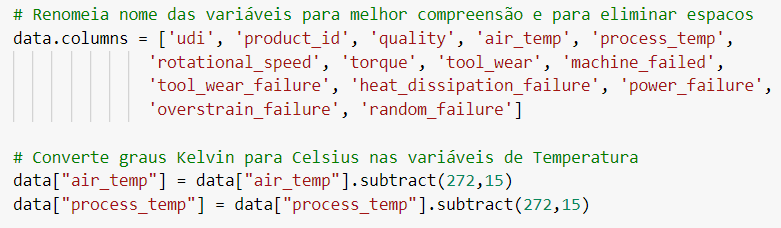 # Renomeia nome das variáveis para melhor compreensão e para eliminar espacos
data.columns = ['udi', 'product_id', 'quality', 'air_temp', 'process_temp',
'rotational_speed', 'torque', 'tool_wear', 'machine_failed',
'tool_wear_failure', 'heat_dissipation_failure', 'power_failure',
'overstrain_failure', 'random_failure']
# Converte graus Kelvin para Celsius nas variáveis de Temperatura
data["air_temp"] = data["air_temp"].subtract(272,15)
data["process_temp"] = data["process_temp"].subtract(272,15)